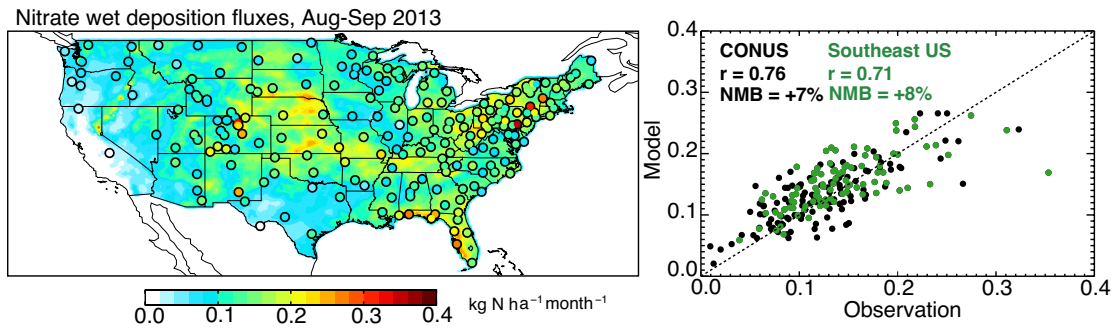 Nitrate wet deposition fluxes, Aug-Sep 2013
0.0 0.1 0.2 0.3 0.4 kg N ha⁻¹ month⁻¹
CONUS
r = 0.76
NMB = +7%
Southeast US
r = 0.71
NMB = +8%
Model
0.4
0.3
0.2
0.1
0.0
0.0 0.1 0.2 0.3 0.4
Observation